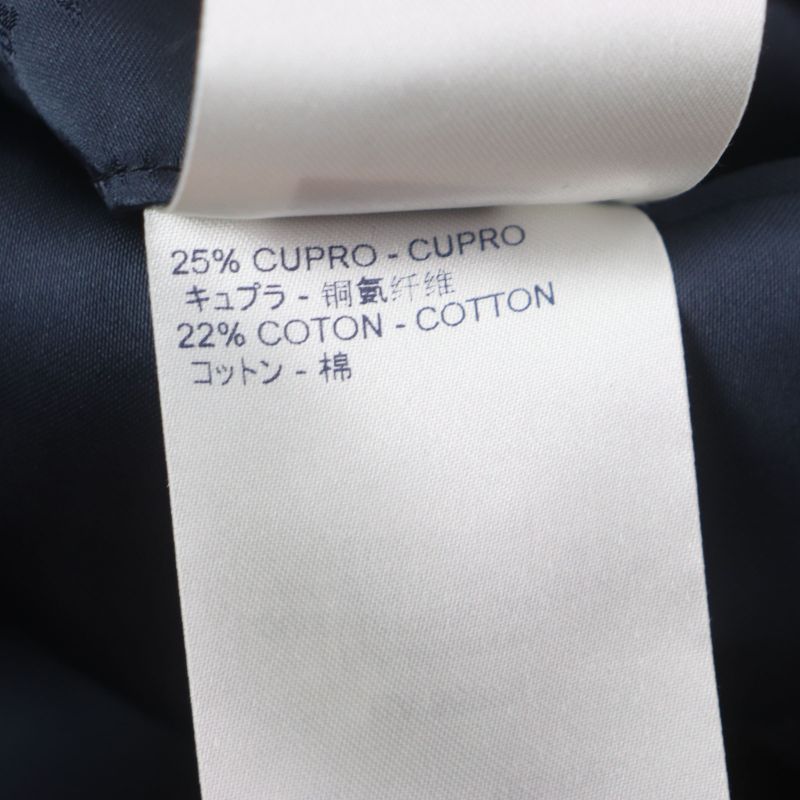 25% CUPRO - CUPRO
キュプラ - 铜氨纤维
22% COTON - COTTON
コットン - 棉